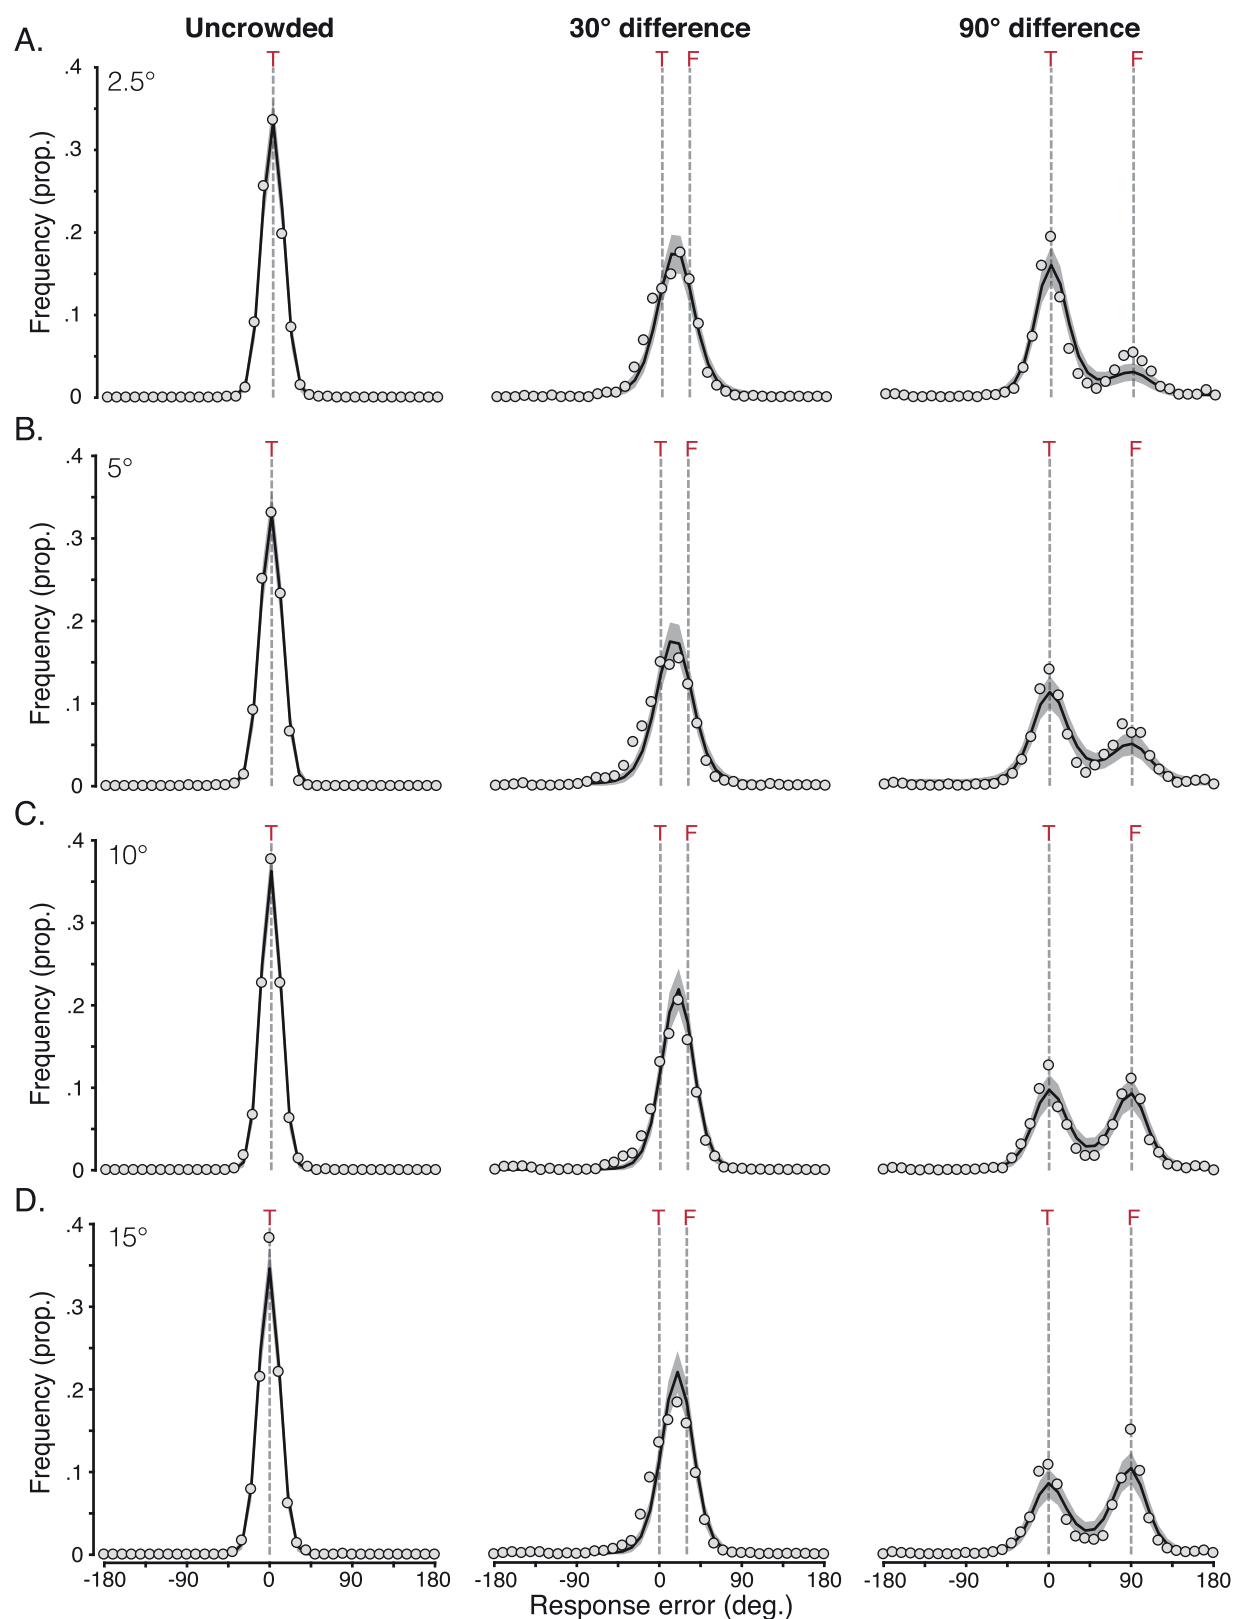 Uncrowded 30° difference 90° difference
A.
T T F T F
.4
2.5°
.3
.2
.1
0
Frequency (prop.)
B.
T T F T F
.4
5°
.3
.2
.1
0
Frequency (prop.)
C.
T T F T F
.4
10°
.3
.2
.1
0
Frequency (prop.)
D.
T T F T F
.4
15°
.3
.2
.1
0
Frequency (prop.)
-180 -90 0 90 180 -180 -90 0 90 180 -180 -90 0 90 180
Response error (deg.)